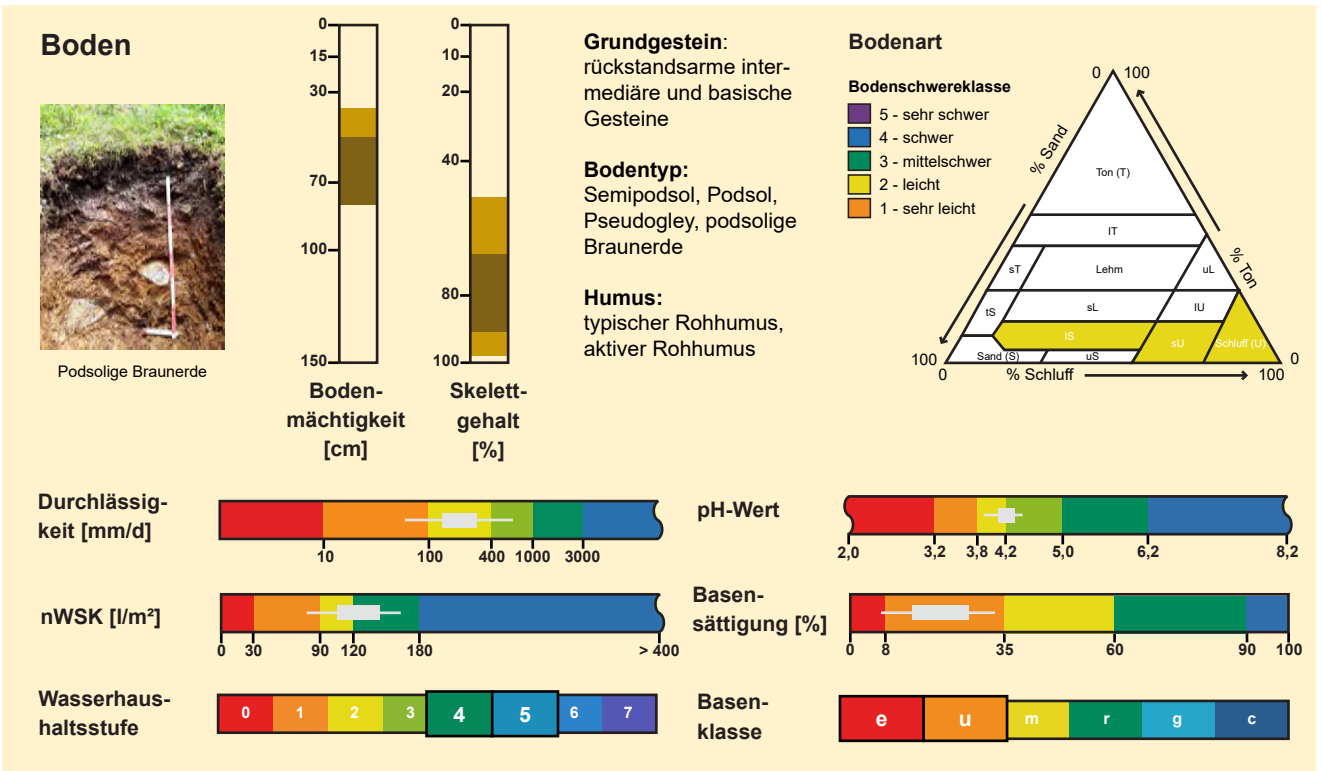 Boden
Podsolige Braunerde
0
15
30
70
100
150
Boden-
mächtigkeit
[cm]
0
10
20
40
80
100
Skelett-
gehalt
[%]
Grundgestein:
rückstandsarme inter-
mediäre und basische
Gesteine
Bodentyp:
Semipodsol, Podsol,
Pseudogley, podsolige
Braunerde
Humus:
typischer Rohhumus,
aktiver Rohhumus
Bodenart
Bodenschwereklasse
5 - sehr schwer
4 - schwer
3 - mittelschwer
2 - leicht
1 - sehr leicht
0 100
% Sand
% Ton
Ton (T)
lT
sT Lehm uL
tS sL lU
lS sU Schluff (U)
Sand (S) uS
100 0
0 % Schluff 100
Durchlässig-
keit [mm/d]
10 100 400 1000 3000
pH-Wert
2,0 3,2 3,8 4,2 5,0 6,2 8,2
nWSK [l/m²]
0 30 90 120 180 > 400
Basen-
sättigung [%]
0 8 35 60 90 100
Wasserhaus-
haltsstufe
0 1 2 3 4 5 6 7
Basen-
klasse
e u m r g c